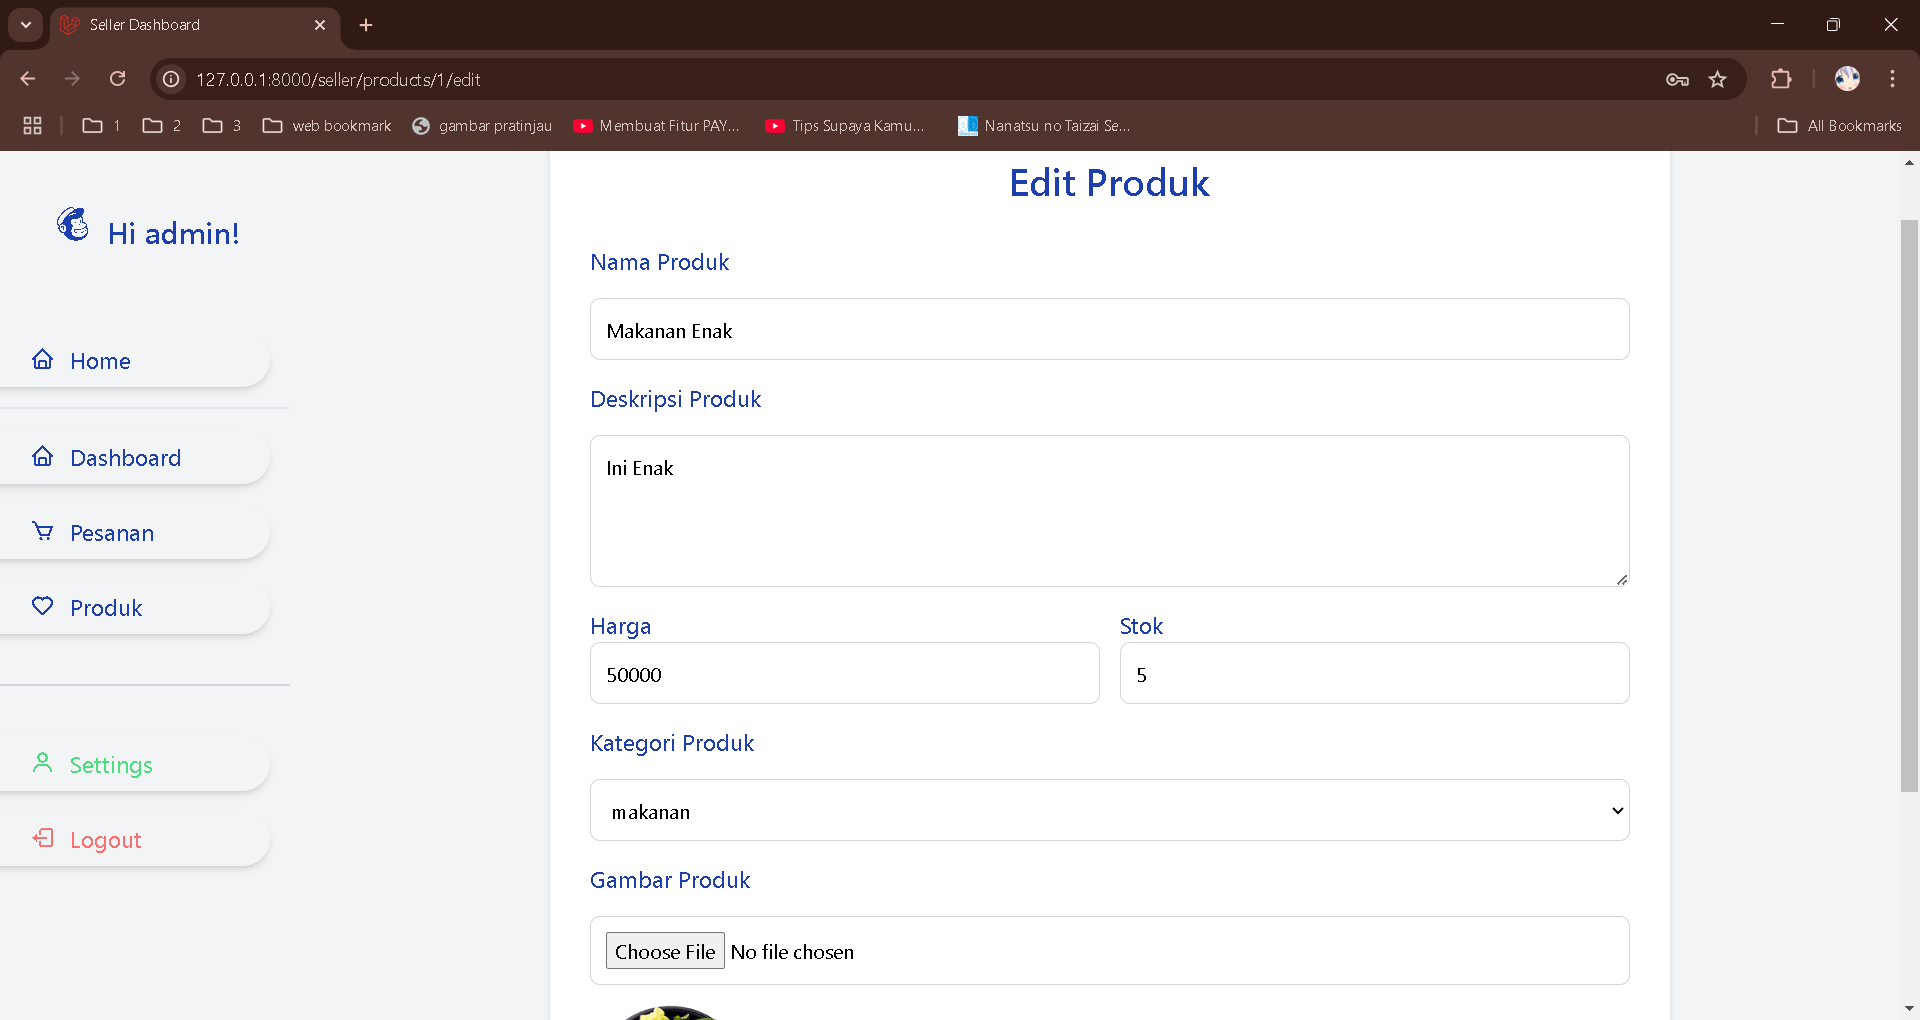 Seller Dashboard
127.0.0.1:8000/seller/products/1/edit
1
2
3
web bookmark
gambar pratinjau
Membuat Fitur PAY...
Tips Supaya Kamu...
Nanatsu no Taizai Se...
All Bookmarks
Hi admin!
Home
Dashboard
Pesanan
Produk
Settings
Logout
Edit Produk
Nama Produk
Makanan Enak
Deskripsi Produk
Ini Enak
Harga
Stok
50000
5
Kategori Produk
makanan
Gambar Produk
Choose File No file chosen